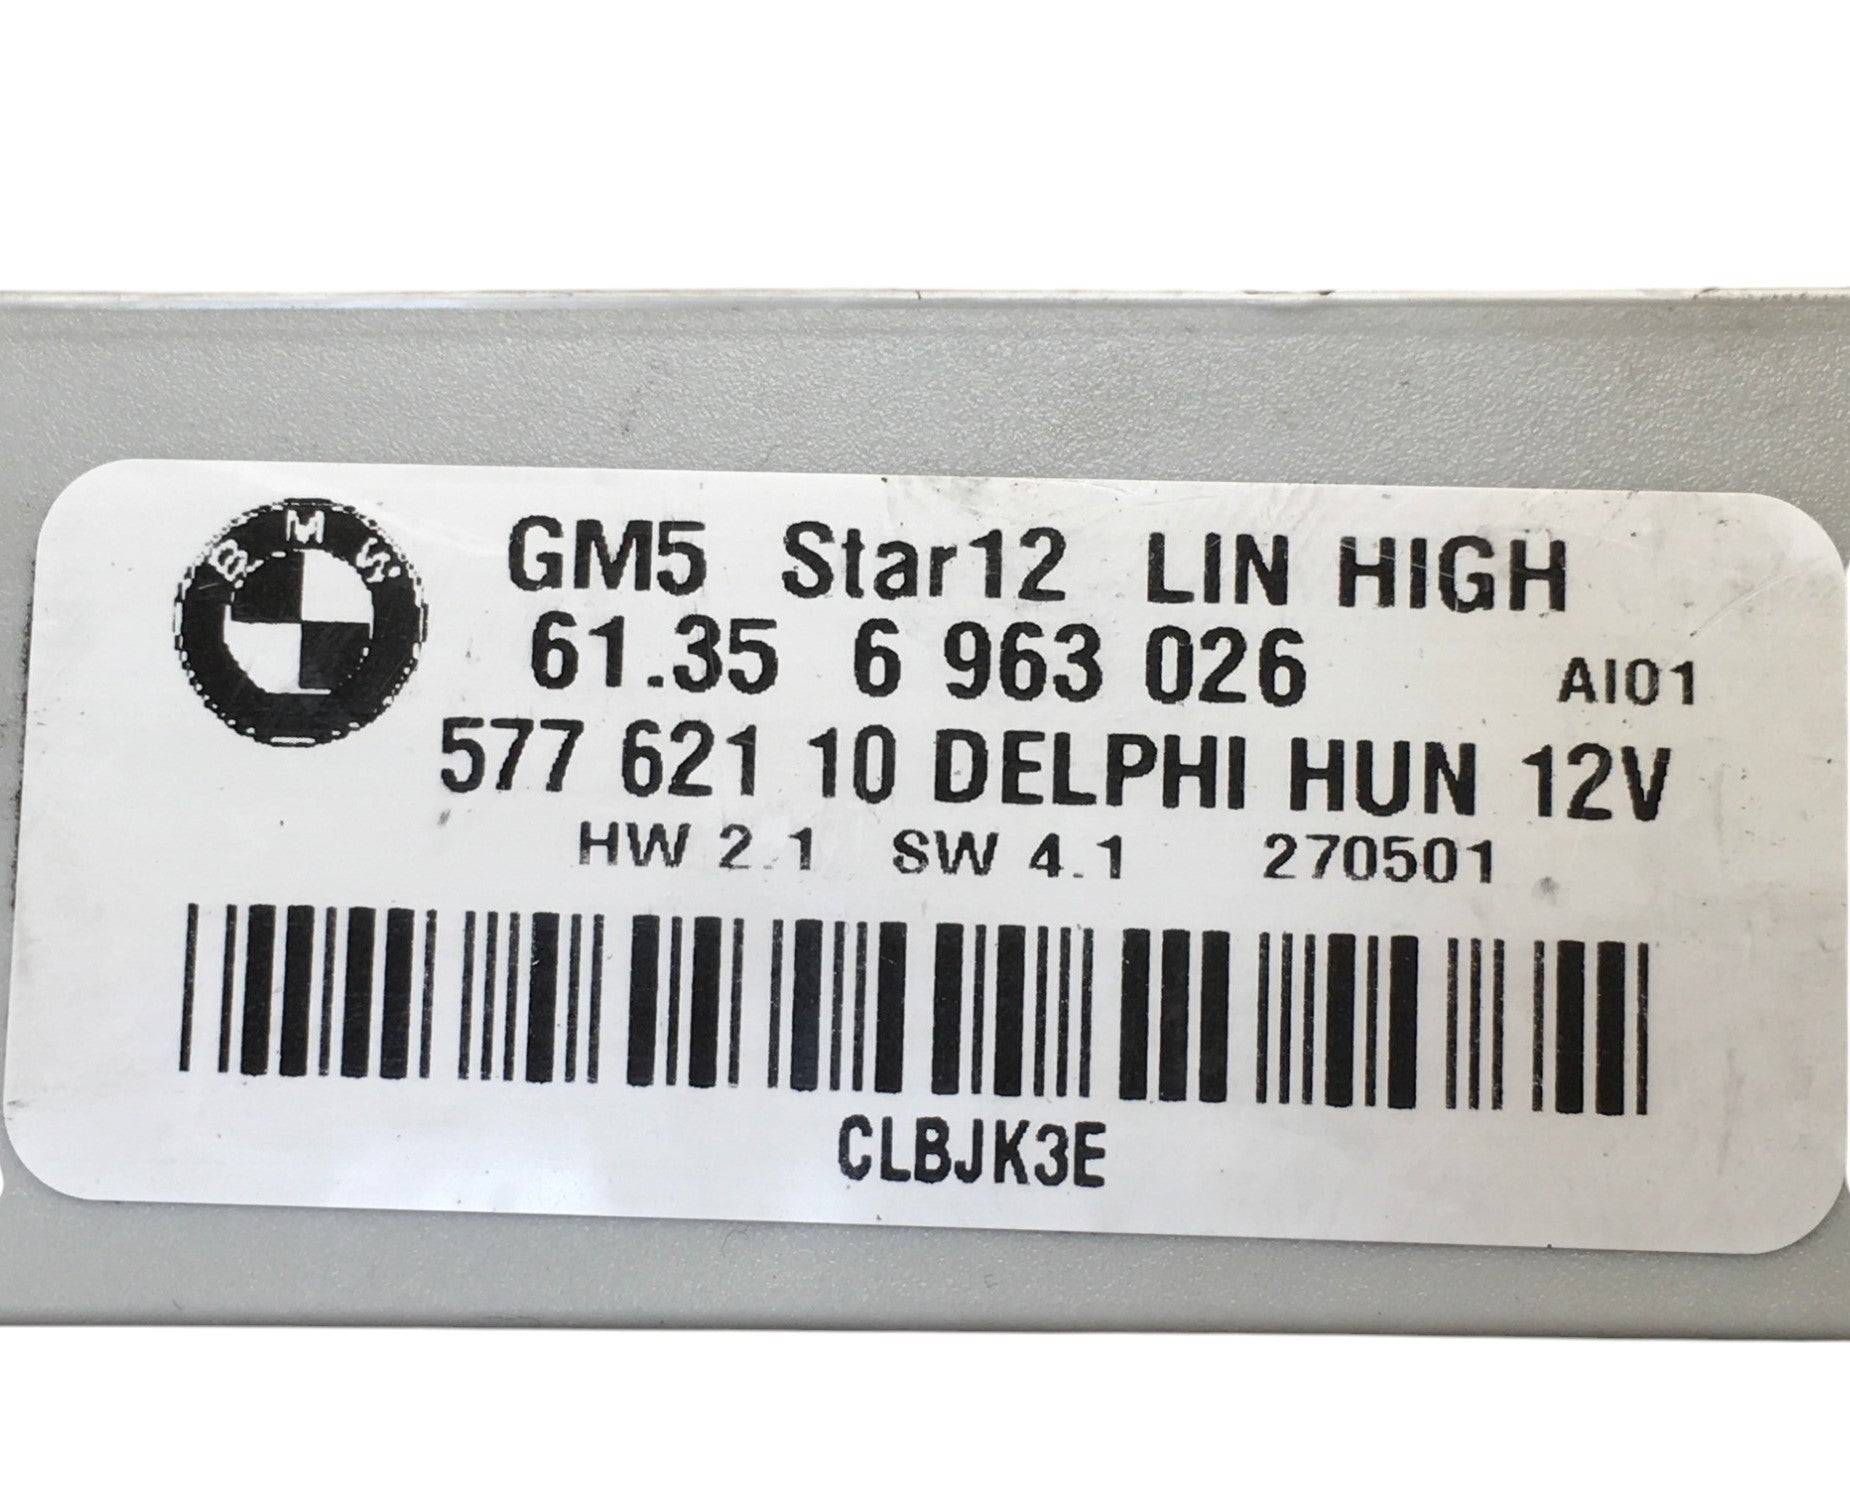 BMW
GM5 Star12 LIN HIGH
61.35 6 963 026 AI01
577 621 10 DELPHI HUN 12V
HW 2.1 SW 4.1 270501
CLBJK3E